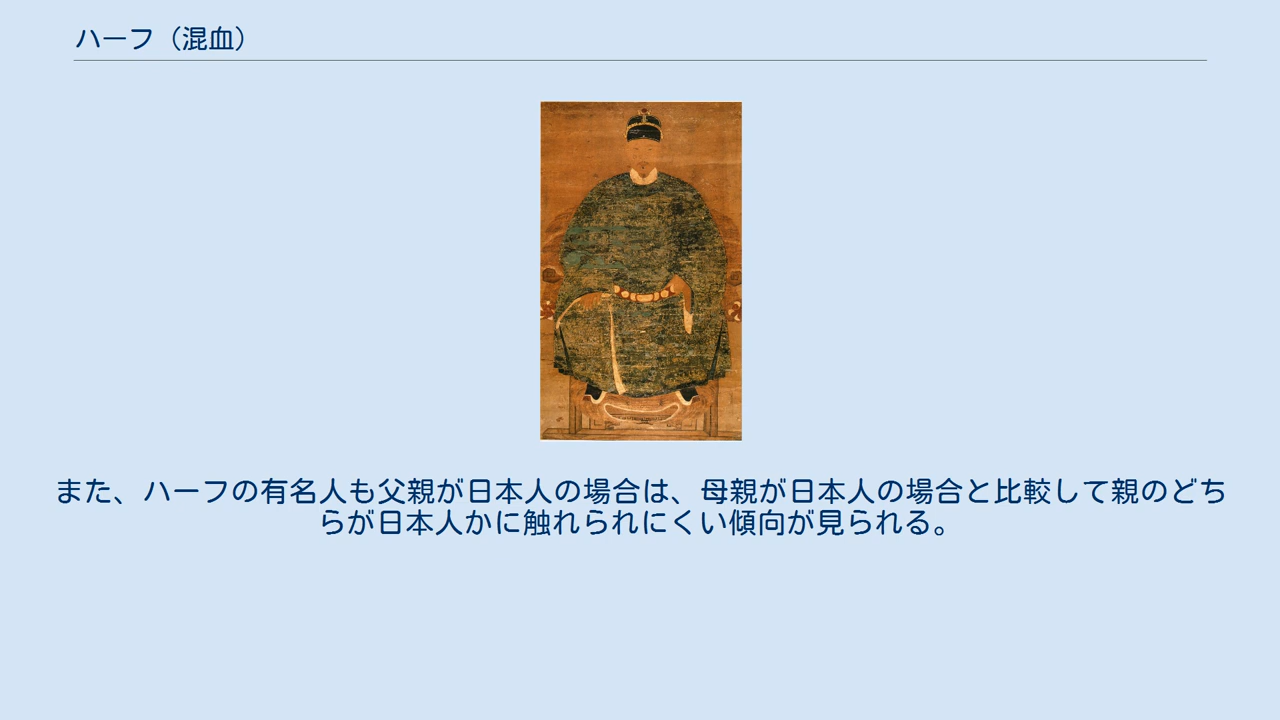 ハーフ（混血）
また、ハーフの有名人も父親が日本人の場合は、母親が日本人の場合と比較して親のどち
らが日本人かに触れられにくい傾向が見られる。